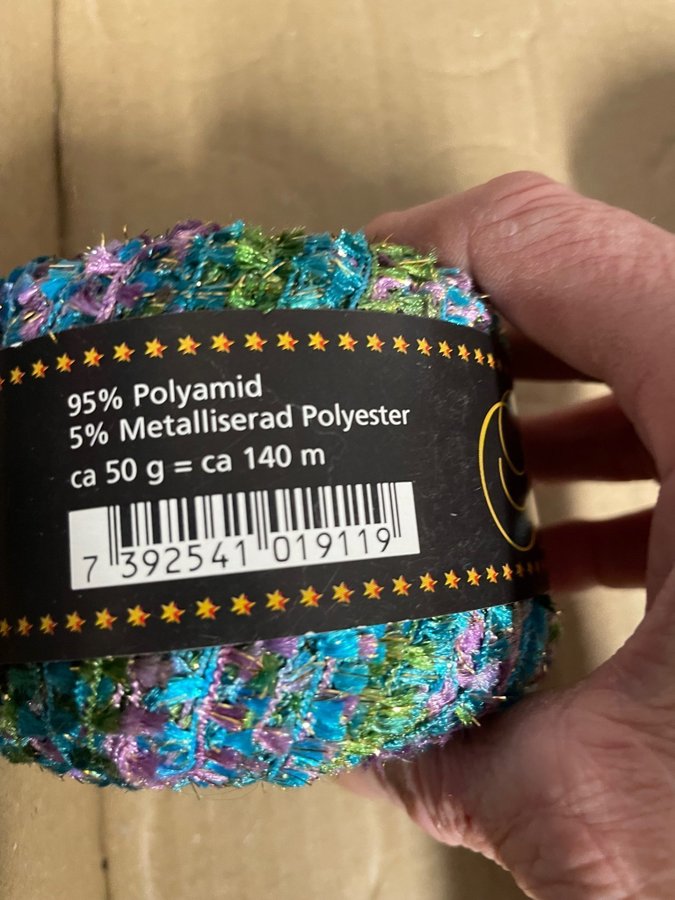 95% Polyamid
5% Metalliserad Polyester
ca 50 g = ca 140 m
7 392541 019119